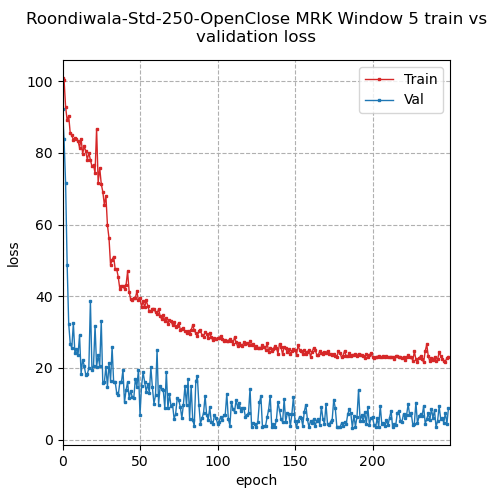 Roondiwala-Std-250-OpenClose MRK Window 5 train vs
validation loss
Train
Val
100
80
60
40
20
0
loss
0
50
100
150
200
epoch